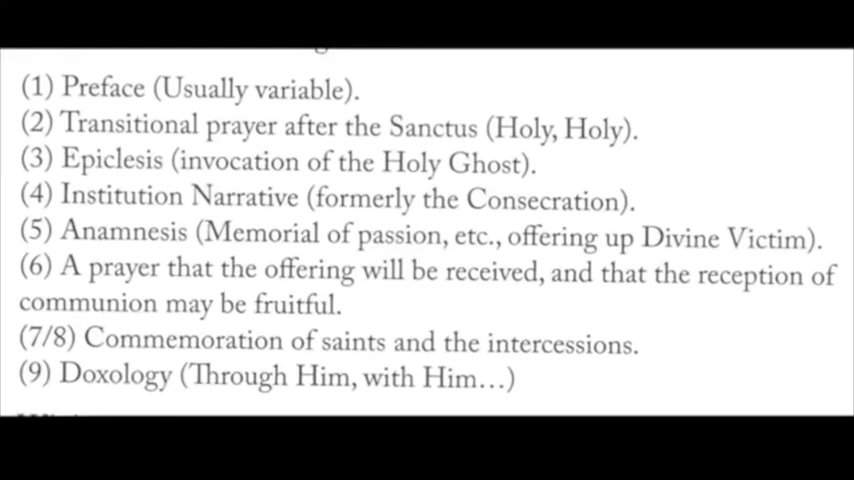 (1) Preface (Usually variable).
(2) Transitional prayer after the Sanctus (Holy, Holy).
(3) Epiclesis (invocation of the Holy Ghost).
(4) Institution Narrative (formerly the Consecration).
(5) Anamnesis (Memorial of passion, etc., offering up Divine Victim).
(6) A prayer that the offering will be received, and that the reception of
communion may be fruitful.
(7/8) Commemoration of saints and the intercessions.
(9) Doxology (Through Him, with Him...)